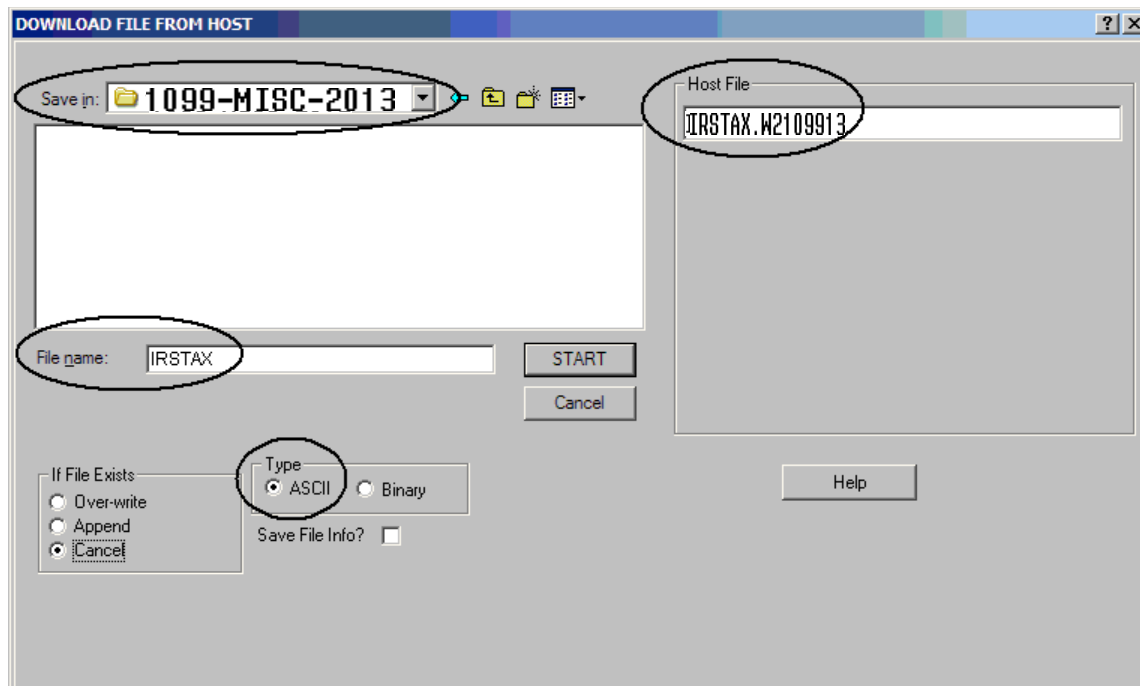 DOWNLOAD FILE FROM HOST
Save in: 1099-MISC-2013
Host File
IRSTAX.W2109913
File name: IRSTAX
START
Cancel
If File Exists
Over-write
Append
Cancel
Type
ASCII Binary
Save File Info?
Help